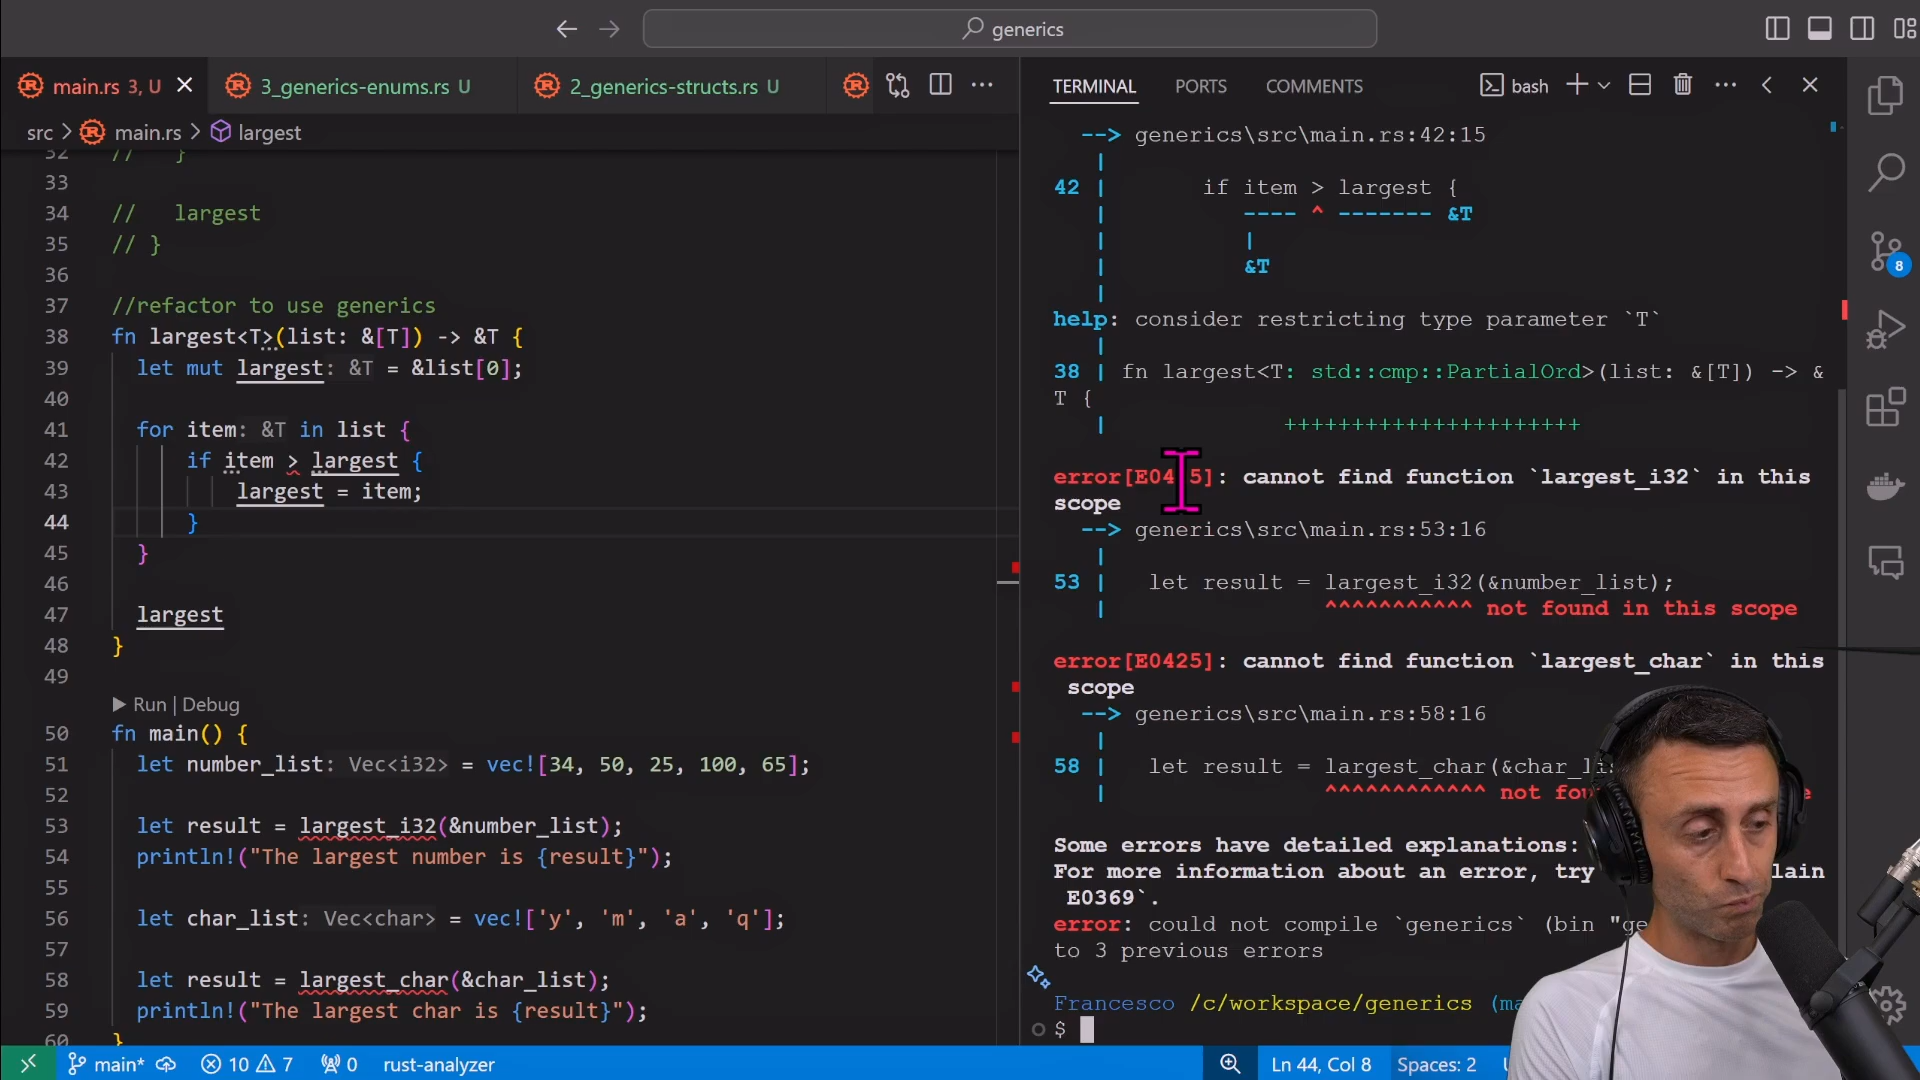 generics
main.rs 3, U
3_generics-enums.rs U
2_generics-structs.rs U
src > main.rs > largest
32 // }
33
34 // largest
35 // }
36
37 //refactor to use generics
38 fn largest<T>(list: &[T]) -> &T {
39 let mut largest: &T = &list[0];
40
41 for item: &T in list {
42 if item > largest {
43 largest = item;
44 }
45 }
46
47 largest
48 }
49
Run | Debug
50 fn main() {
51 let number_list: Vec<i32> = vec![34, 50, 25, 100, 65];
52
53 let result = largest_i32(&number_list);
54 println!("The largest number is {result}");
55
56 let char_list: Vec<char> = vec!['y', 'm', 'a', 'q'];
57
58 let result = largest_char(&char_list);
59 println!("The largest char is {result}");
60 }
TERMINAL PORTS COMMENTS bash
--> generics\src\main.rs:42:15
|
42 | if item > largest {
| ---- ^ ------- &T
| |
| &T
|
help: consider restricting type parameter `T`
|
38 | fn largest<T: std::cmp::PartialOrd>(list: &[T]) -> &
T {
| ++++++++++++++++++++++
error[E04 5]: cannot find function `largest_i32` in this
scope
--> generics\src\main.rs:53:16
|
53 | let result = largest_i32(&number_list);
| ^^^^^^^^^^^ not found in this scope
error[E0425]: cannot find function `largest_char` in this
scope
--> generics\src\main.rs:58:16
|
58 | let result = largest_char(&char_li
| ^^^^^^^^^^^^ not fou e
Some errors have detailed explanations:
For more information about an error, try lain
E0369`.
error: could not compile `generics` (bin "ge
to 3 previous errors
Francesco /c/workspace/generics (ma
$
8
main* 10 7 0 rust-analyzer
Ln 44, Col 8 Spaces: 2